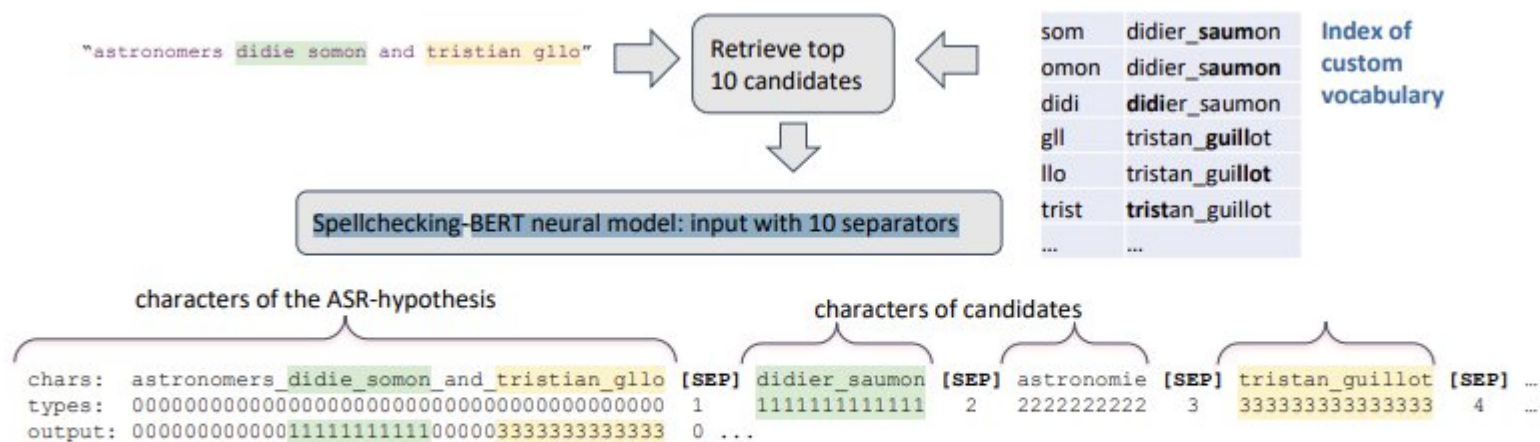 "astronomers didie somon and tristian gllo"
Retrieve top
10 candidates
som didier_saumon
omon didier_saumon
didi didier_saumon
gll tristan_guillot
llo tristan_guillot
trist tristan_guillot
... ...
Index of
custom
vocabulary
Spellchecking-BERT neural model: input with 10 separators
characters of the ASR-hypothesis
characters of candidates
chars: astronomers_didie_somon_and_tristian_gllo [SEP] didier_saumon [SEP] astronomie [SEP] tristan_guillot [SEP] ...
types: 00000000000000000000000000000000000000000 1 1111111111111 2 2222222222 3 333333333333333 4 ...
output: 00000000000011111111111000003333333333333 0 ...